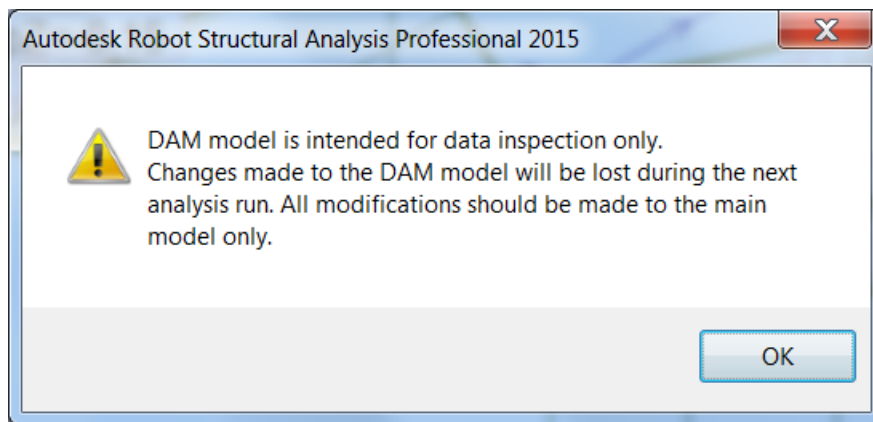 Autodesk Robot Structural Analysis Professional 2015
X
DAM model is intended for data inspection only.
Changes made to the DAM model will be lost during the next
analysis run. All modifications should be made to the main
model only.
OK